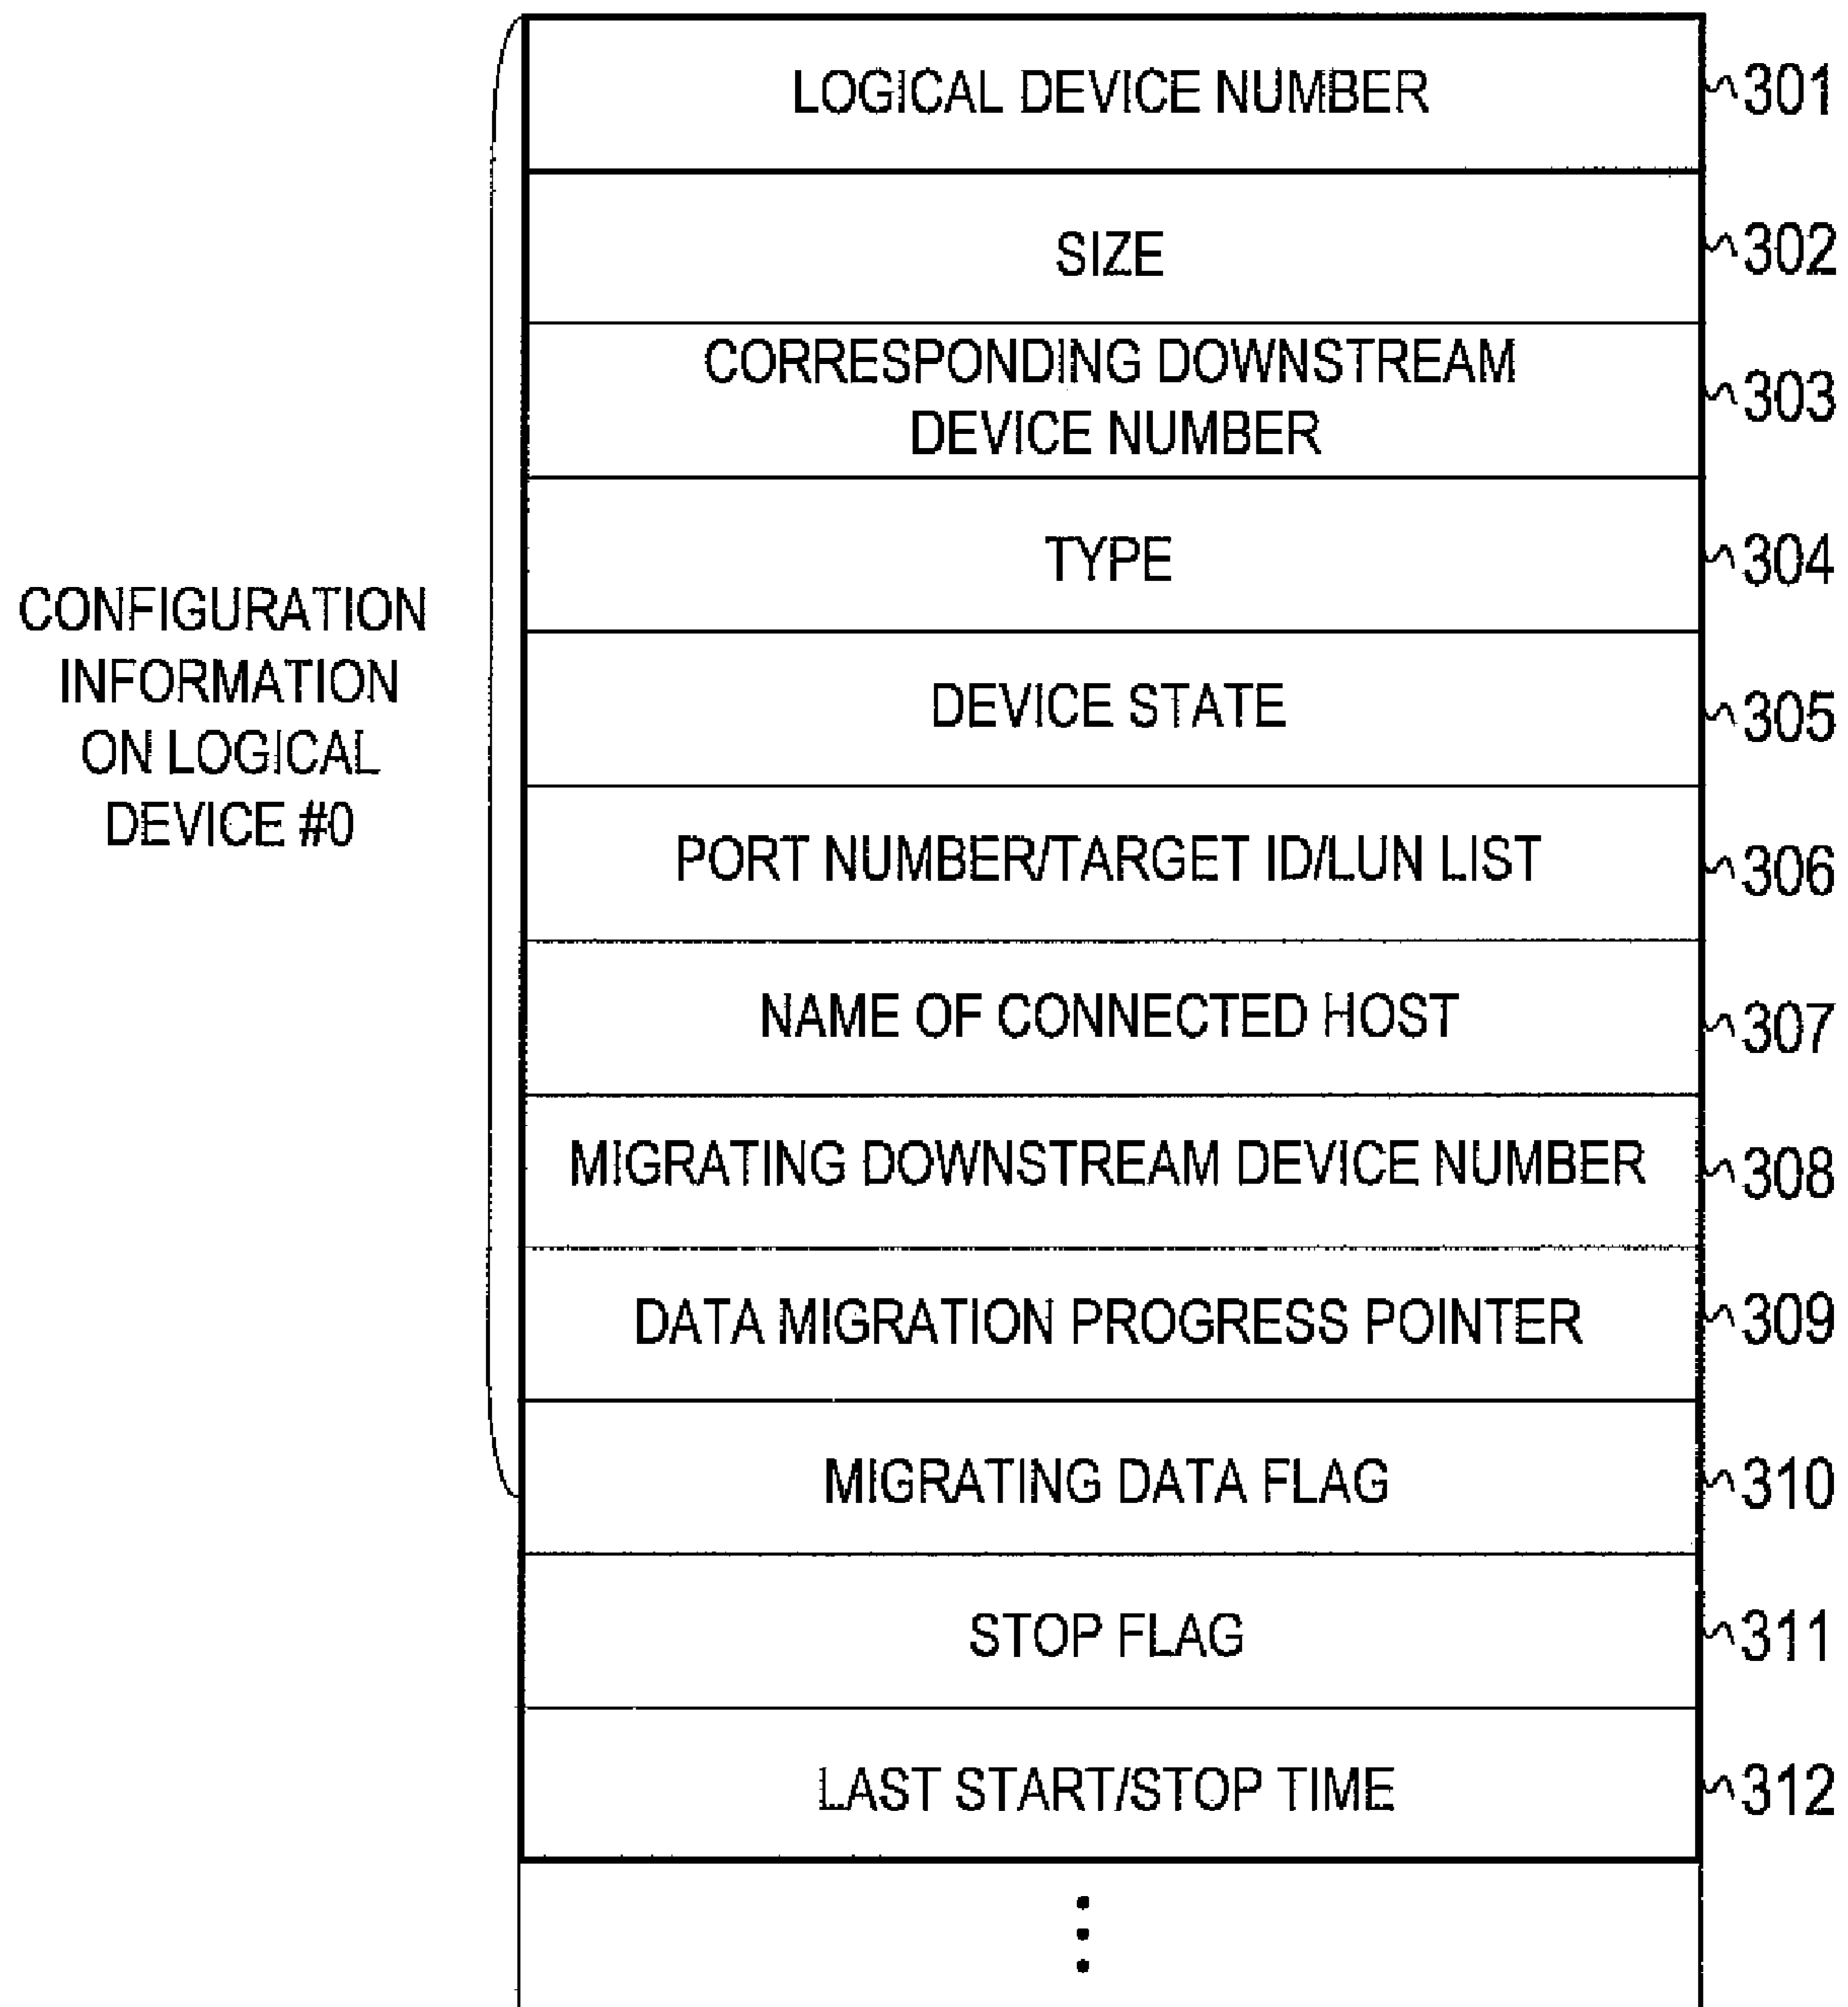 LOGICAL DEVICE NUMBER
301
SIZE
302
CORRESPONDING DOWNSTREAM
DEVICE NUMBER
303
TYPE
304
DEVICE STATE
305
PORT NUMBER/TARGET ID/LUN LIST
306
NAME OF CONNECTED HOST
307
MIGRATING DOWNSTREAM DEVICE NUMBER
308
DATA MIGRATION PROGRESS POINTER
309
MIGRATING DATA FLAG
310
STOP FLAG
311
LAST START/STOP TIME
312
CONFIGURATION
INFORMATION
ON LOGICAL
DEVICE #0